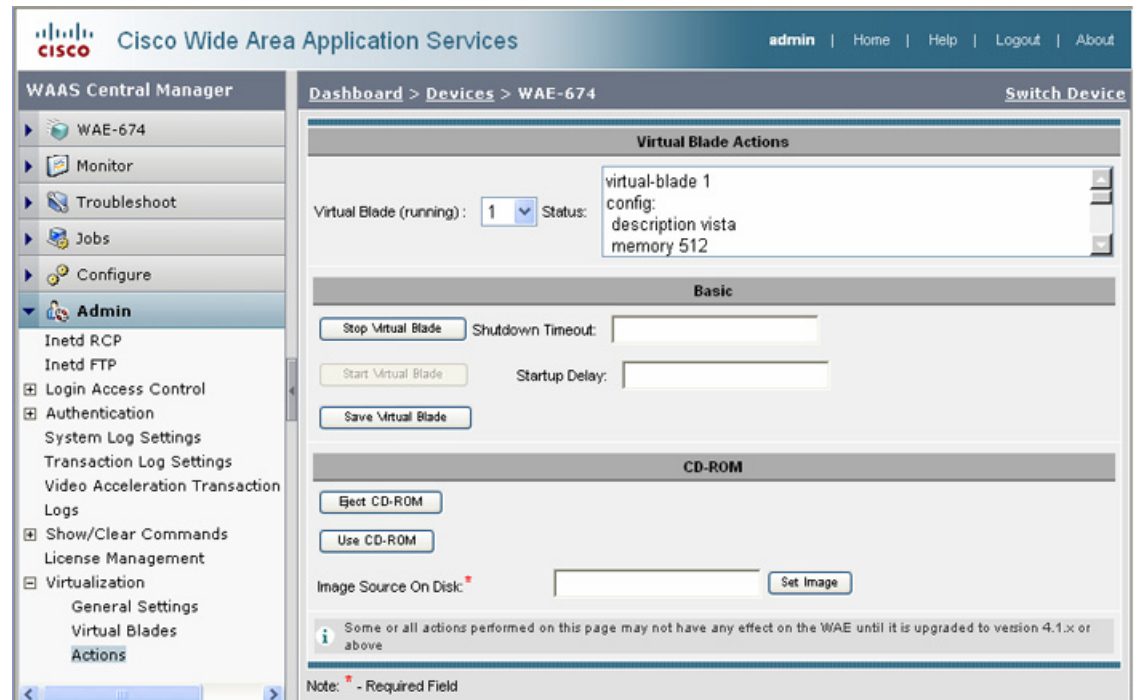 CISCO
Cisco Wide Area Application Services
admin | Home | Help | Logout | About
WAAS Central Manager
WAE-674
Monitor
Troubleshoot
Jobs
Configure
Admin
Inetd RCP
Inetd FTP
Login Access Control
Authentication
System Log Settings
Transaction Log Settings
Video Acceleration Transaction
Logs
Show/Clear Commands
License Management
Virtualization
General Settings
Virtual Blades
Actions
Dashboard > Devices > WAE-674
Switch Device
Virtual Blade Actions
Virtual Blade (running) : 1 Status:
virtual-blade 1
config:
description vista
memory 512
Basic
Stop Virtual Blade Shutdown Timeout:
Start Virtual Blade Startup Delay:
Save Virtual Blade
CD-ROM
Eject CD-ROM
Use CD-ROM
Image Source On Disk:* Set Image
i Some or all actions performed on this page may not have any effect on the WAE until it is upgraded to version 4.1.x or
above
Note: * - Required Field